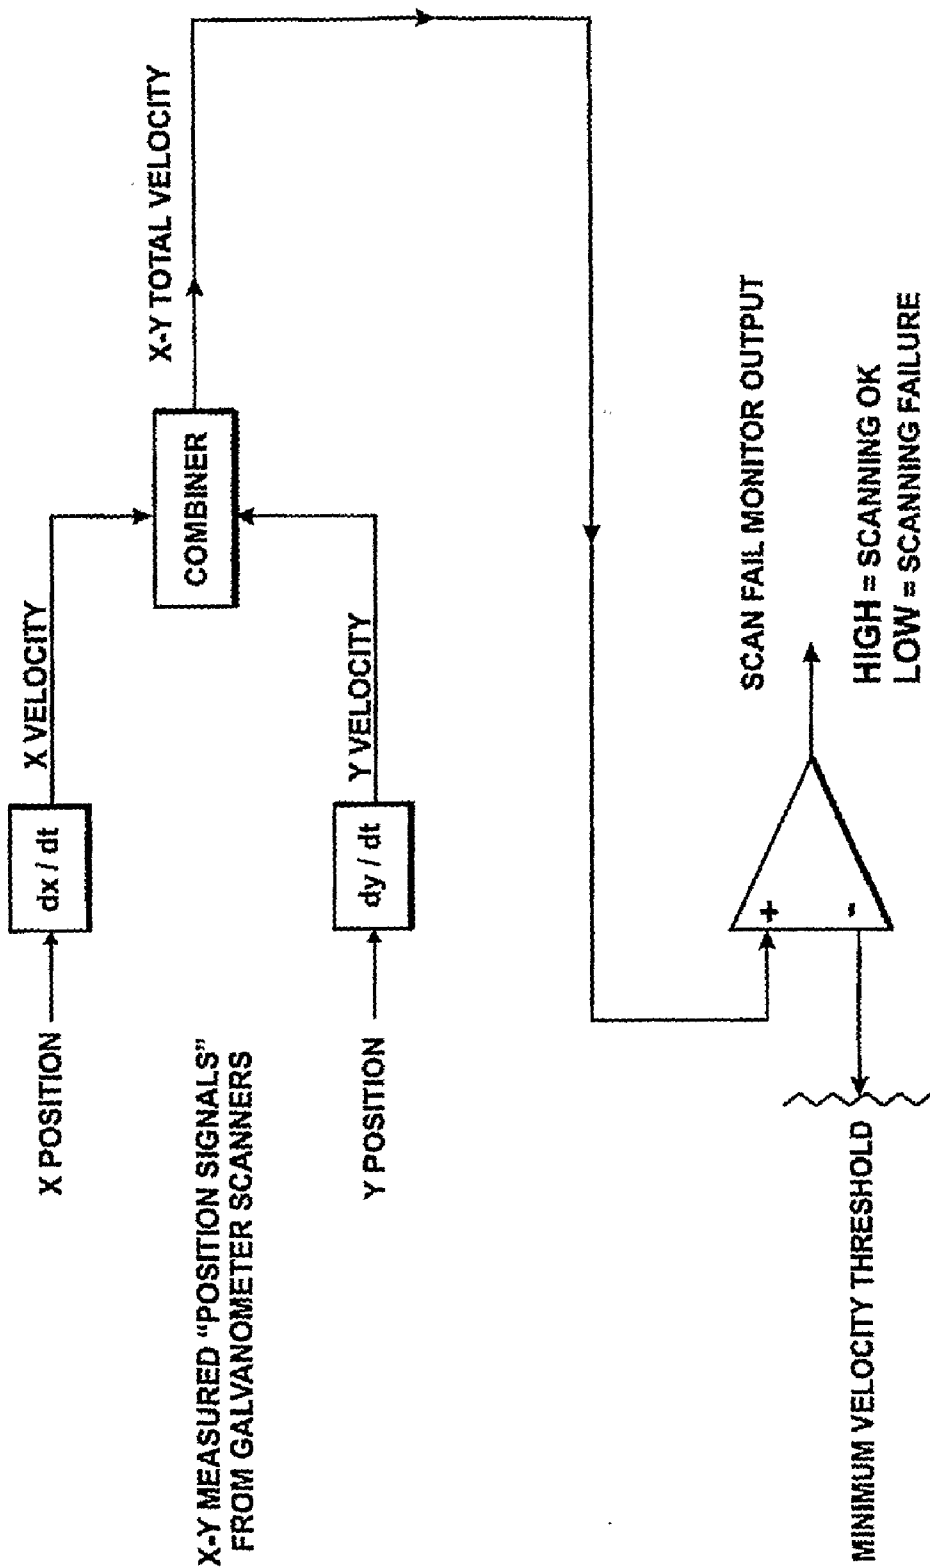 X POSITION
dx / dt
X VELOCITY
X-Y MEASURED “POSITION SIGNALS”
FROM GALVANOMETER SCANNERS
COMBINER
X-Y TOTAL VELOCITY
Y POSITION
dy / dt
Y VELOCITY
MINIMUM VELOCITY THRESHOLD
+
-
SCAN FAIL MONITOR OUTPUT
HIGH = SCANNING OK
LOW = SCANNING FAILURE